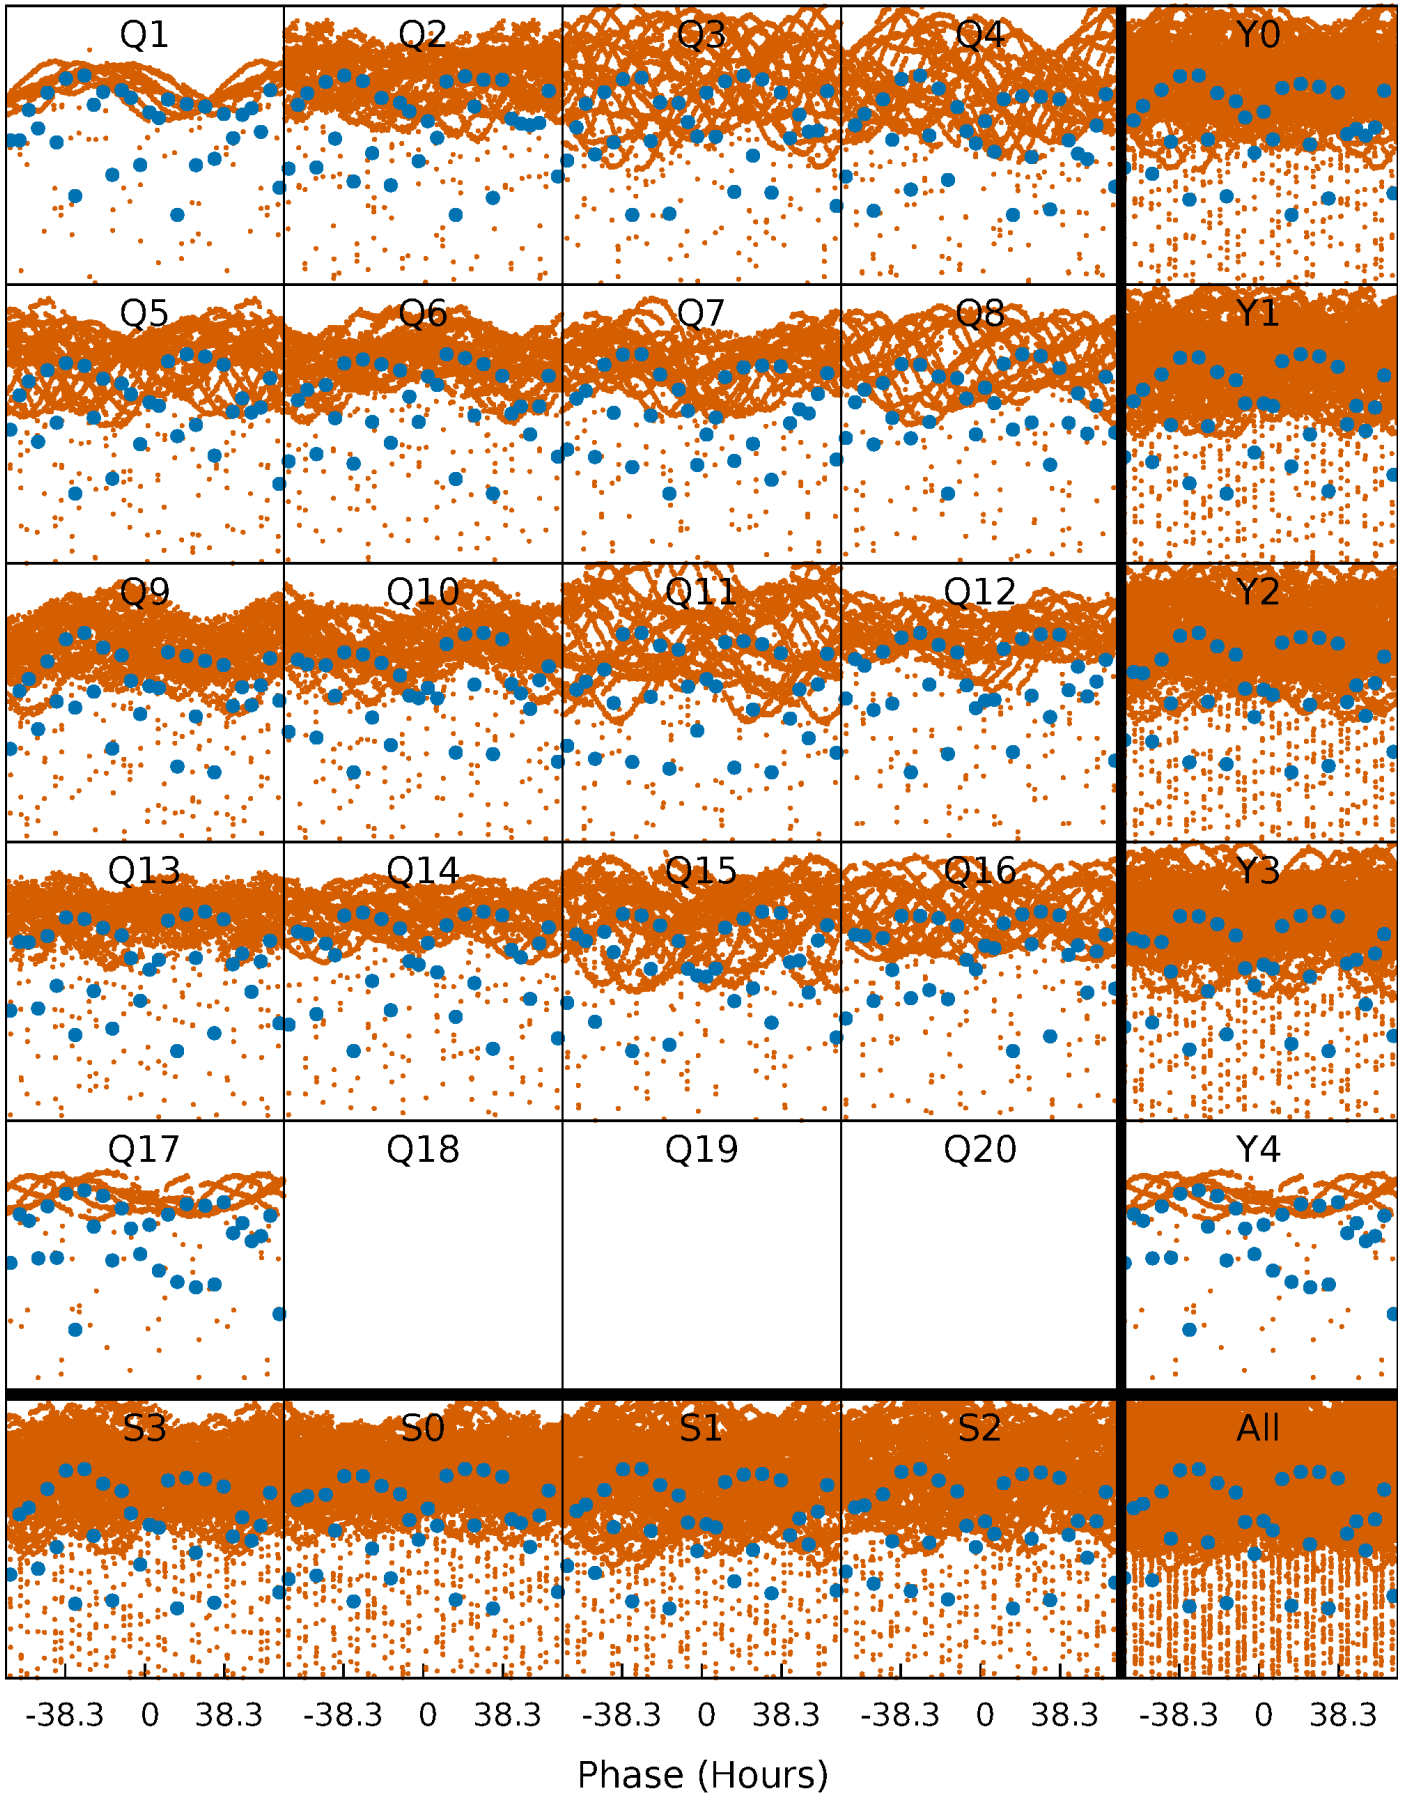 Q1 Q2 Q3 Q4 Y0
Q5 Q6 Q7 Q8 Y1
Q9 Q10 Q11 Q12 Y2
Q13 Q14 Q15 Q16 Y3
Q17 Q18 Q19 Q20 Y4
S3 S0 S1 S2 All
-38.3 0 38.3 -38.3 0 38.3 -38.3 0 38.3 -38.3 0 38.3 -38.3 0 38.3
Phase (Hours)